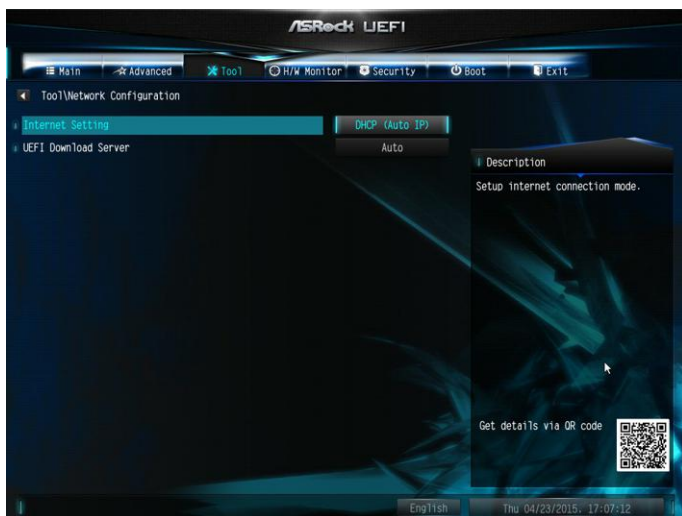 ASRock UEFI
Main Advanced Tool H/W Monitor Security Boot Exit
Tool\Network Configuration
Internet Setting DHCP (Auto IP)
UEFI Download Server Auto
Description
Setup internet connection mode.
Get details via QR code
English Thu 04/23/2015. 17:07:12